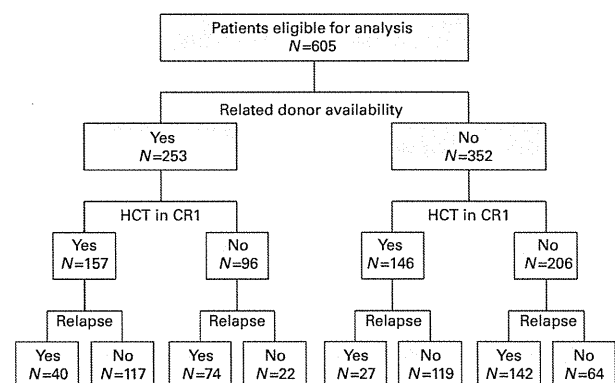 Patients eligible for analysis
N=605
Related donor availability
Yes
N=253
No
N=352
HCT in CR1
HCT in CR1
Yes
N=157
No
N=96
Yes
N=146
No
N=206
Relapse
Relapse
Relapse
Relapse
Yes
N=40
No
N=117
Yes
N=74
No
N=22
Yes
N=27
No
N=119
Yes
N=142
No
N=64